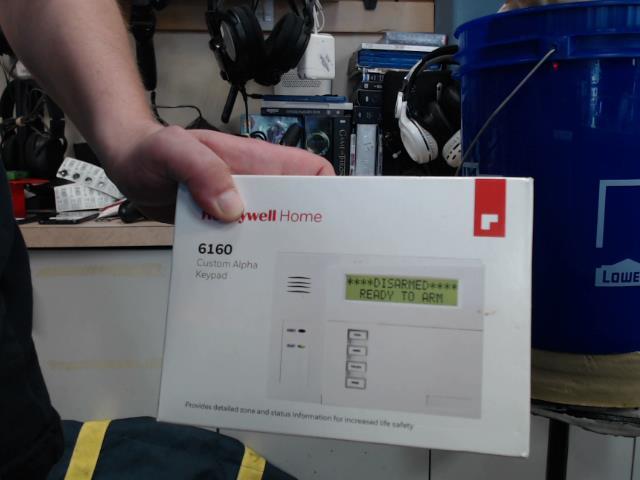 Honeywell Home
6160
Custom Alpha
Keypad
****DISARMED****
READY TO ARM
Provides detailed zone and status information for increased life safety
Lowe